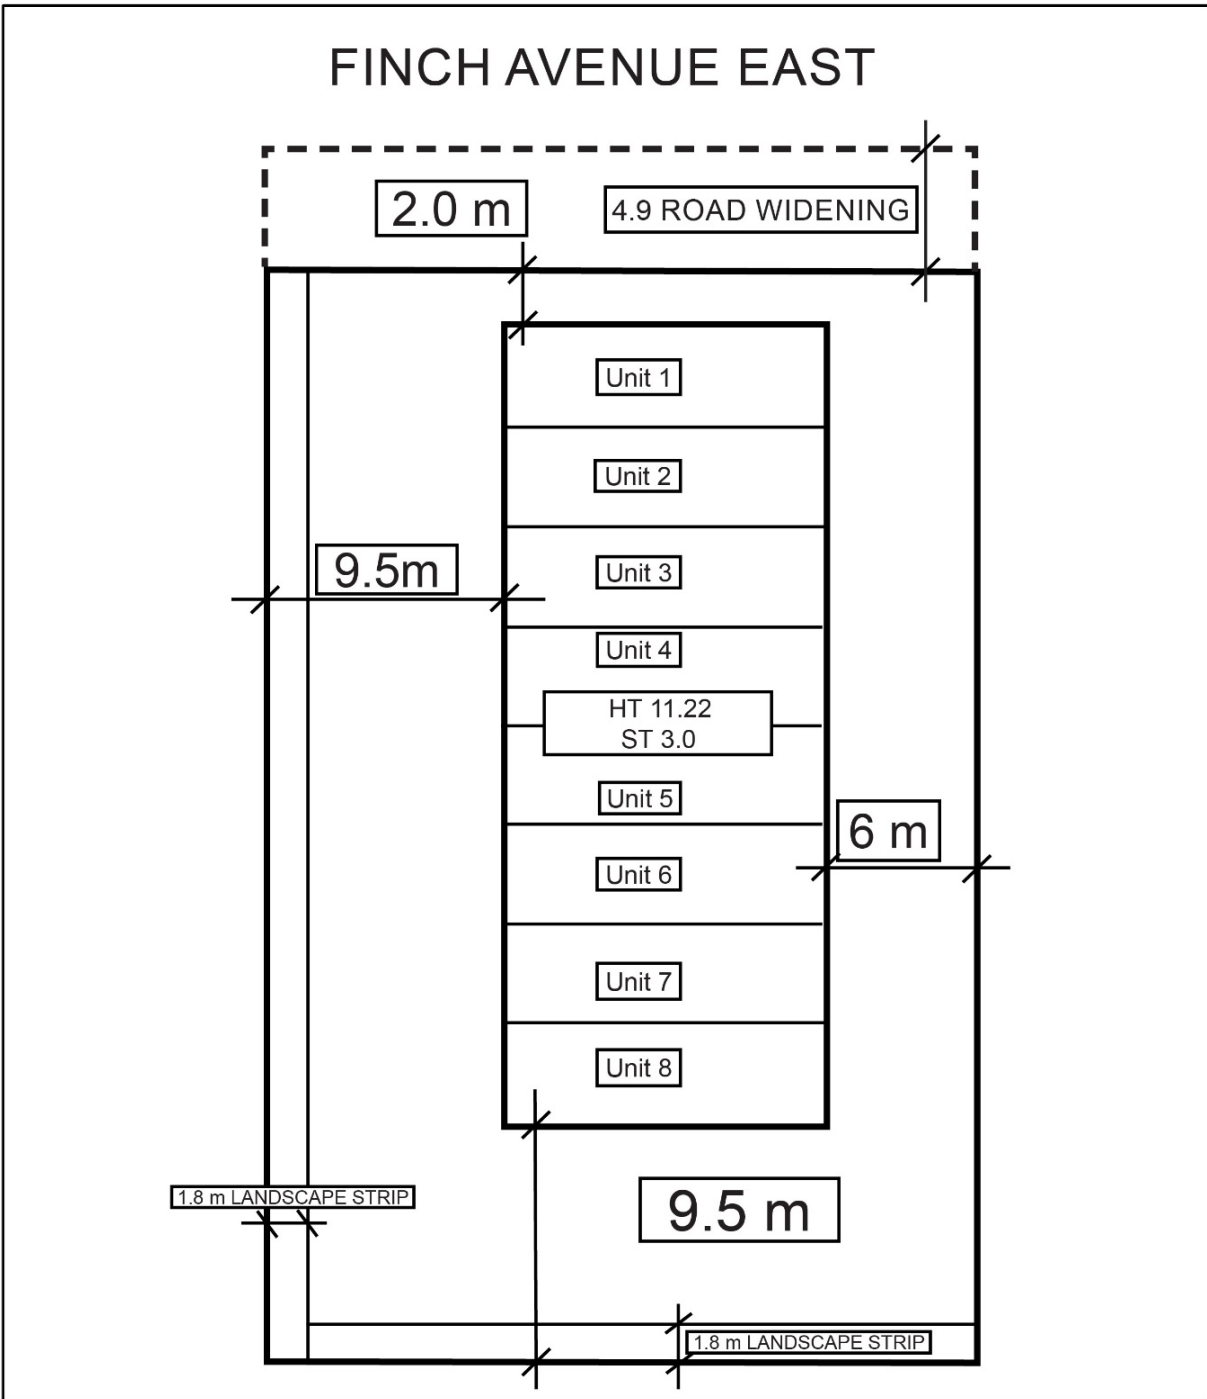 FINCH AVENUE EAST
2.0 m
4.9 ROAD WIDENING
Unit 1
Unit 2
9.5m
Unit 3
Unit 4
HT 11.22
ST 3.0
Unit 5
6 m
Unit 6
Unit 7
Unit 8
1.8 m LANDSCAPE STRIP
9.5 m
1.8 m LANDSCAPE STRIP